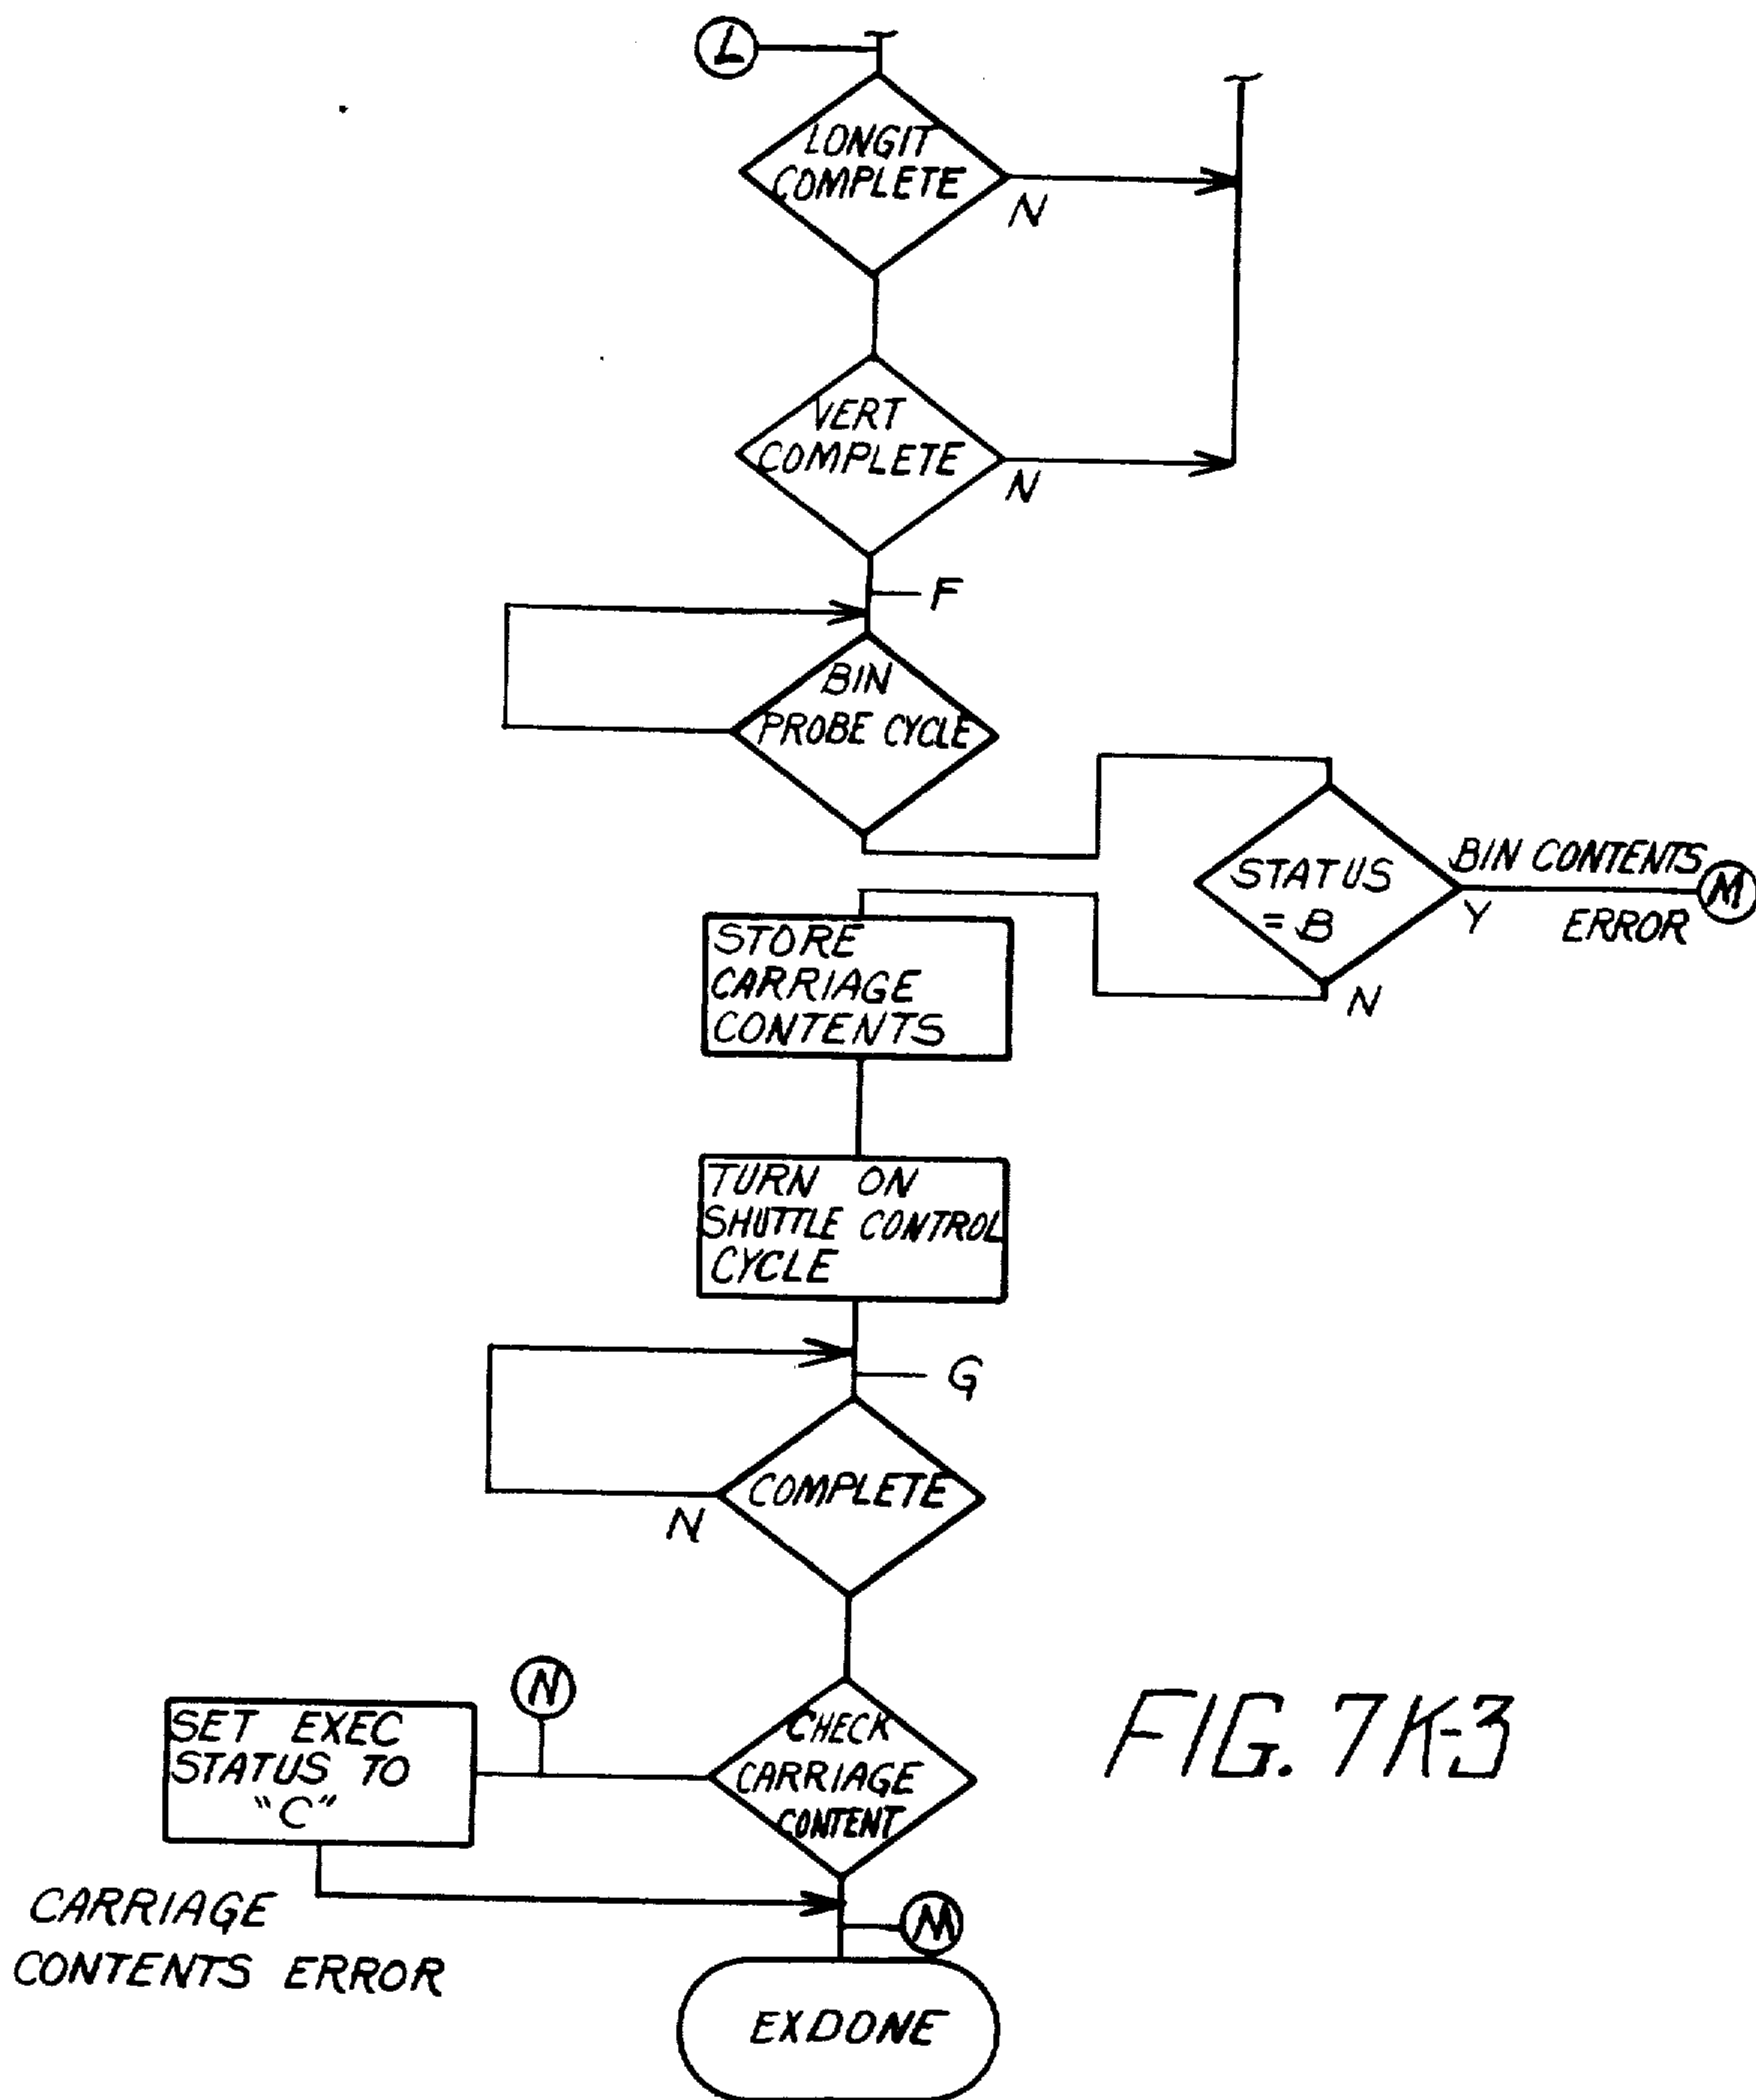 L
LONGIT
COMPLETE
N
VERT
COMPLETE
N
F
BIN
PROBE CYCLE
STATUS
= B
BIN CONTENTS
ERROR
M
Y
N
STORE
CARRIAGE
CONTENTS
TURN ON
SHUTTLE CONTROL
CYCLE
G
COMPLETE
N
N
CHECK
CARRIAGE
CONTENT
SET EXEC
STATUS TO
"C"
CARRIAGE
CONTENTS ERROR
M
EXDONE
FIG. 7K-3